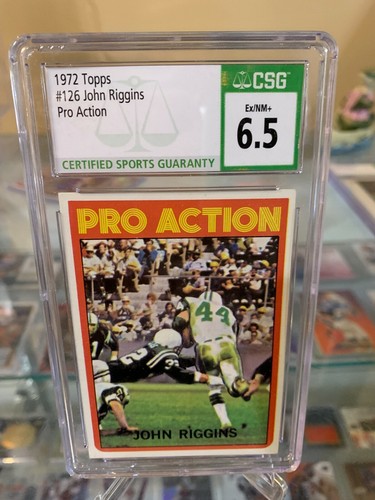 1972 Topps
#126 John Riggins
Pro Action
CERTIFIED SPORTS GUARANTY
CSG
Ex/NM+
6.5
PRO ACTION
44
32
JOHN RIGGINS